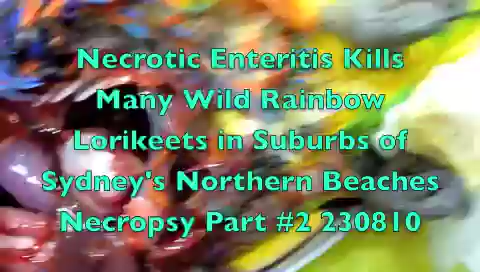 Necrotic Enteritis Kills
Many Wild Rainbow
Lorikeets in Suburbs of
Sydney's Northern Beaches
Necropsy Part #2 230810